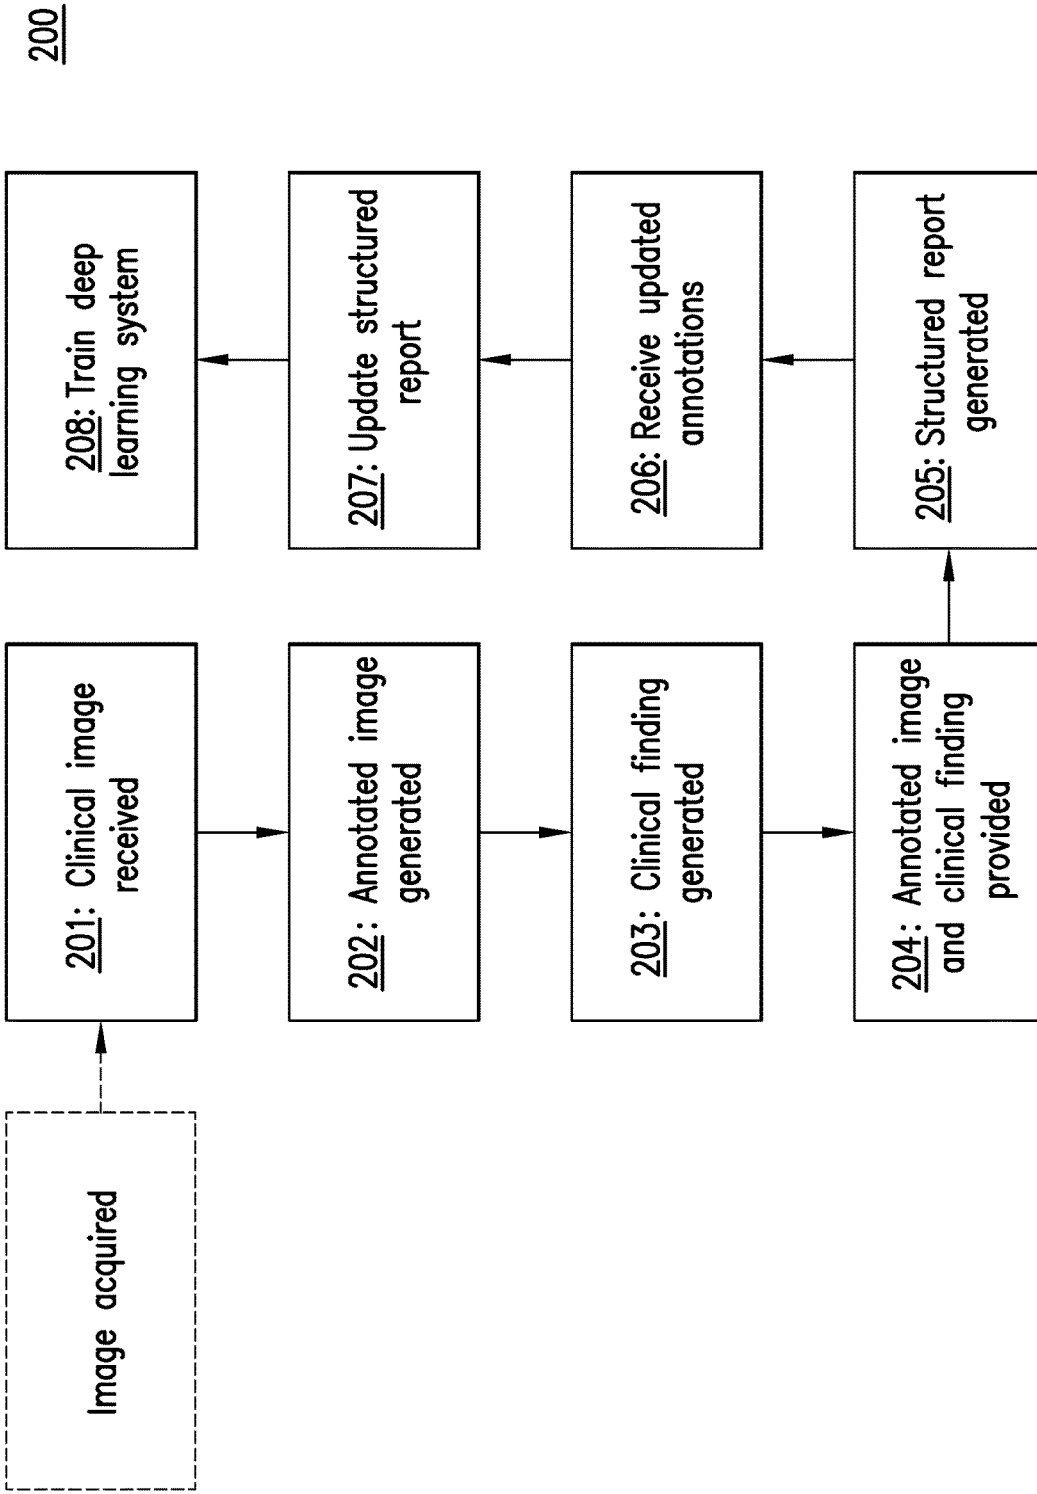 200
Image acquired
201: Clinical image
received
202: Annotated image
generated
203: Clinical finding
generated
204: Annotated image
and clinical finding
provided
205: Structured report
generated
206: Receive updated
annotations
207: Update structured
report
208: Train deep
learning system